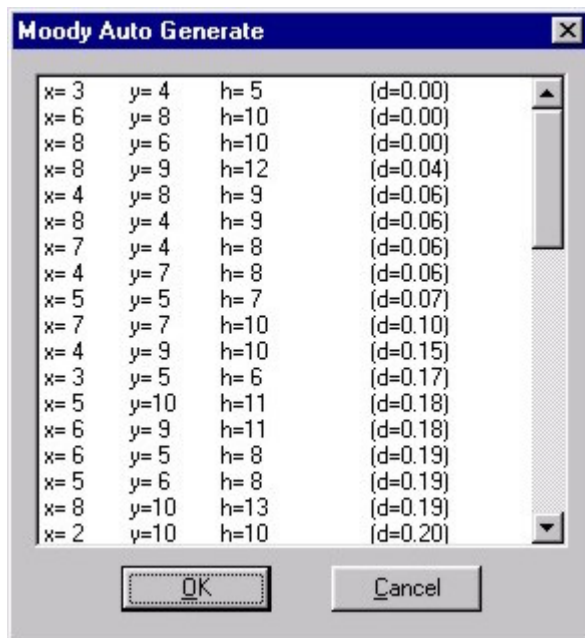 Moody Auto Generate
x= 3 y= 4 h= 5 (d=0.00)
x= 6 y= 8 h=10 (d=0.00)
x= 8 y= 6 h=10 (d=0.00)
x= 8 y= 9 h=12 (d=0.04)
x= 4 y= 8 h= 9 (d=0.06)
x= 8 y= 4 h= 9 (d=0.06)
x= 7 y= 4 h= 8 (d=0.06)
x= 4 y= 7 h= 8 (d=0.06)
x= 5 y= 5 h= 7 (d=0.07)
x= 7 y= 7 h=10 (d=0.10)
x= 4 y= 9 h=10 (d=0.15)
x= 3 y= 5 h= 6 (d=0.17)
x= 5 y=10 h=11 (d=0.18)
x= 6 y= 9 h=11 (d=0.18)
x= 6 y= 5 h= 8 (d=0.19)
x= 5 y= 6 h= 8 (d=0.19)
x= 8 y=10 h=13 (d=0.19)
x= 2 y=10 h=10 (d=0.20)
OK Cancel